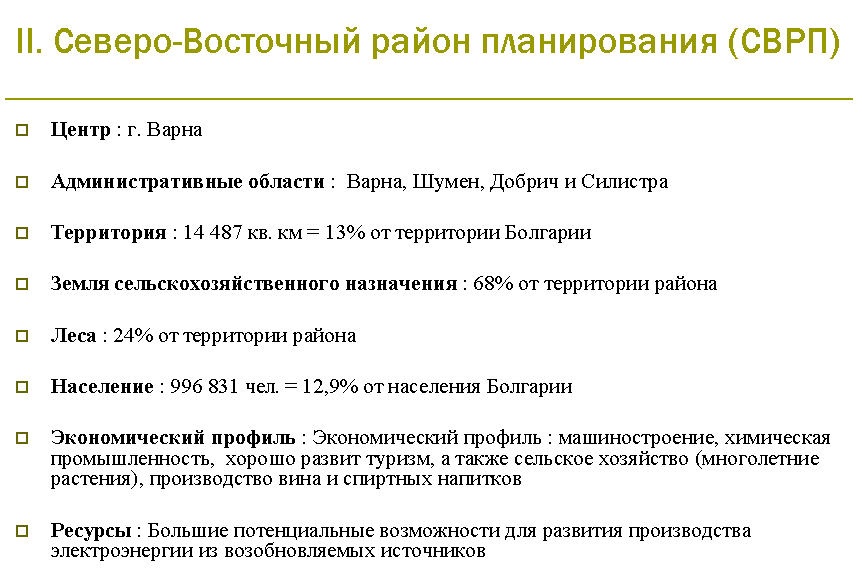 II. Северо-Восточный район планирования (СВРП)
Центр : г. Варна
Административные области :  Варна, Шумен, Добрич и Силистра
Территория : 14 487 кв. км = 13% от территории Болгарии
Земля сельскохозяйственного назначения : 68% от территории района
Леса : 24% от территории района
Население : 996 831 чел. = 12,9% от населения Болгарии
Экономический профиль : Экономический профиль : машиностроение, химическая
промышленность,  хорошо развит туризм, а также сельское хозяйство (многолетние
растения), производство вина и спиртных напитков
Ресурсы : Большие потенциальные возможности для развития производства
электроэнергии из возобновляемых источников